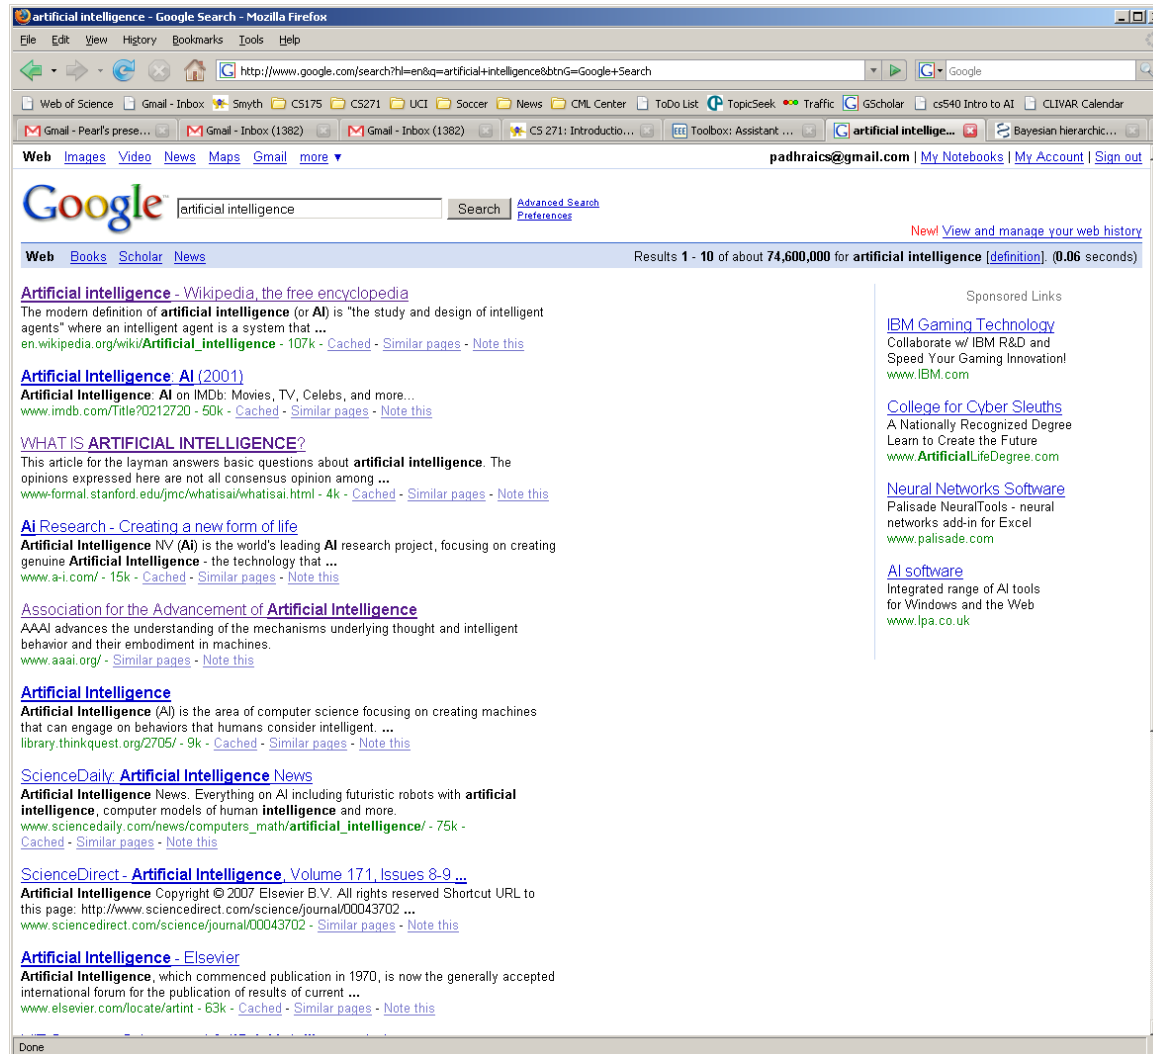 artificial intelligence - Google Search - Mozilla Firefox
File Edit View History Bookmarks Tools Help
http://www.google.com/search?hl=en&q=artificial+intelligence&btnG=Google+Search Google
Web of Science Gmail - Inbox Smyth CS175 CS271 UCI Soccer News CML Center ToDo List TopicSeek Traffic GScholar cs540 Intro to AI CLIVAR Calendar
Gmail - Pearl's prese... Gmail - Inbox (1382) Gmail - Inbox (1382) CS 271: Introductio... Toolbox: Assistant ... artificial intellige... Bayesian hierarchic...
Web Images Video News Maps Gmail more ▼ padhraics@gmail.com | My Notebooks | My Account | Sign out
Google artificial intelligence Search Advanced Search
Preferences
New! View and manage your web history
Web Books Scholar News Results 1 - 10 of about 74,600,000 for artificial intelligence [definition]. (0.06 seconds)
Artificial intelligence - Wikipedia, the free encyclopedia
The modern definition of artificial intelligence (or AI) is "the study and design of intelligent
agents" where an intelligent agent is a system that ...
en.wikipedia.org/wiki/Artificial_intelligence - 107k - Cached - Similar pages - Note this
Artificial Intelligence: AI (2001)
Artificial Intelligence: AI on IMDb: Movies, TV, Celebs, and more...
www.imdb.com/Title?0212720 - 50k - Cached - Similar pages - Note this
WHAT IS ARTIFICIAL INTELLIGENCE?
This article for the layman answers basic questions about artificial intelligence. The
opinions expressed here are not all consensus opinion among ...
www-formal.stanford.edu/jmc/whatisai/whatisai.html - 4k - Cached - Similar pages - Note this
Ai Research - Creating a new form of life
Artificial Intelligence NV (Ai) is the world's leading AI research project, focusing on creating
genuine Artificial Intelligence - the technology that ...
www.a-i.com/ - 15k - Cached - Similar pages - Note this
Association for the Advancement of Artificial Intelligence
AAAI advances the understanding of the mechanisms underlying thought and intelligent
behavior and their embodiment in machines.
www.aaai.org/ - Similar pages - Note this
Artificial Intelligence
Artificial Intelligence (AI) is the area of computer science focusing on creating machines
that can engage on behaviors that humans consider intelligent. ...
library.thinkquest.org/2705/ - 9k - Cached - Similar pages - Note this
ScienceDaily: Artificial Intelligence News
Artificial Intelligence News. Everything on AI including futuristic robots with artificial
intelligence, computer models of human intelligence and more.
www.sciencedaily.com/news/computers_math/artificial_intelligence/ - 75k -
Cached - Similar pages - Note this
ScienceDirect - Artificial Intelligence, Volume 171, Issues 8-9 ...
Artificial Intelligence Copyright © 2007 Elsevier B.V. All rights reserved Shortcut URL to
this page: http://www.sciencedirect.com/science/journal/00043702 ...
www.sciencedirect.com/science/journal/00043702 - Similar pages - Note this
Artificial Intelligence - Elsevier
Artificial Intelligence, which commenced publication in 1970, is now the generally accepted
international forum for the publication of results of current ...
www.elsevier.com/locate/artint - 63k - Cached - Similar pages - Note this
Sponsored Links
IBM Gaming Technology
Collaborate w/ IBM R&D and
Speed Your Gaming Innovation!
www.IBM.com
College for Cyber Sleuths
A Nationally Recognized Degree
Learn to Create the Future
www.ArtificialLifeDegree.com
Neural Networks Software
Palisade NeuralTools - neural
networks add-in for Excel
www.palisade.com
AI software
Integrated range of AI tools
for Windows and the Web
www.lpa.co.uk
Done